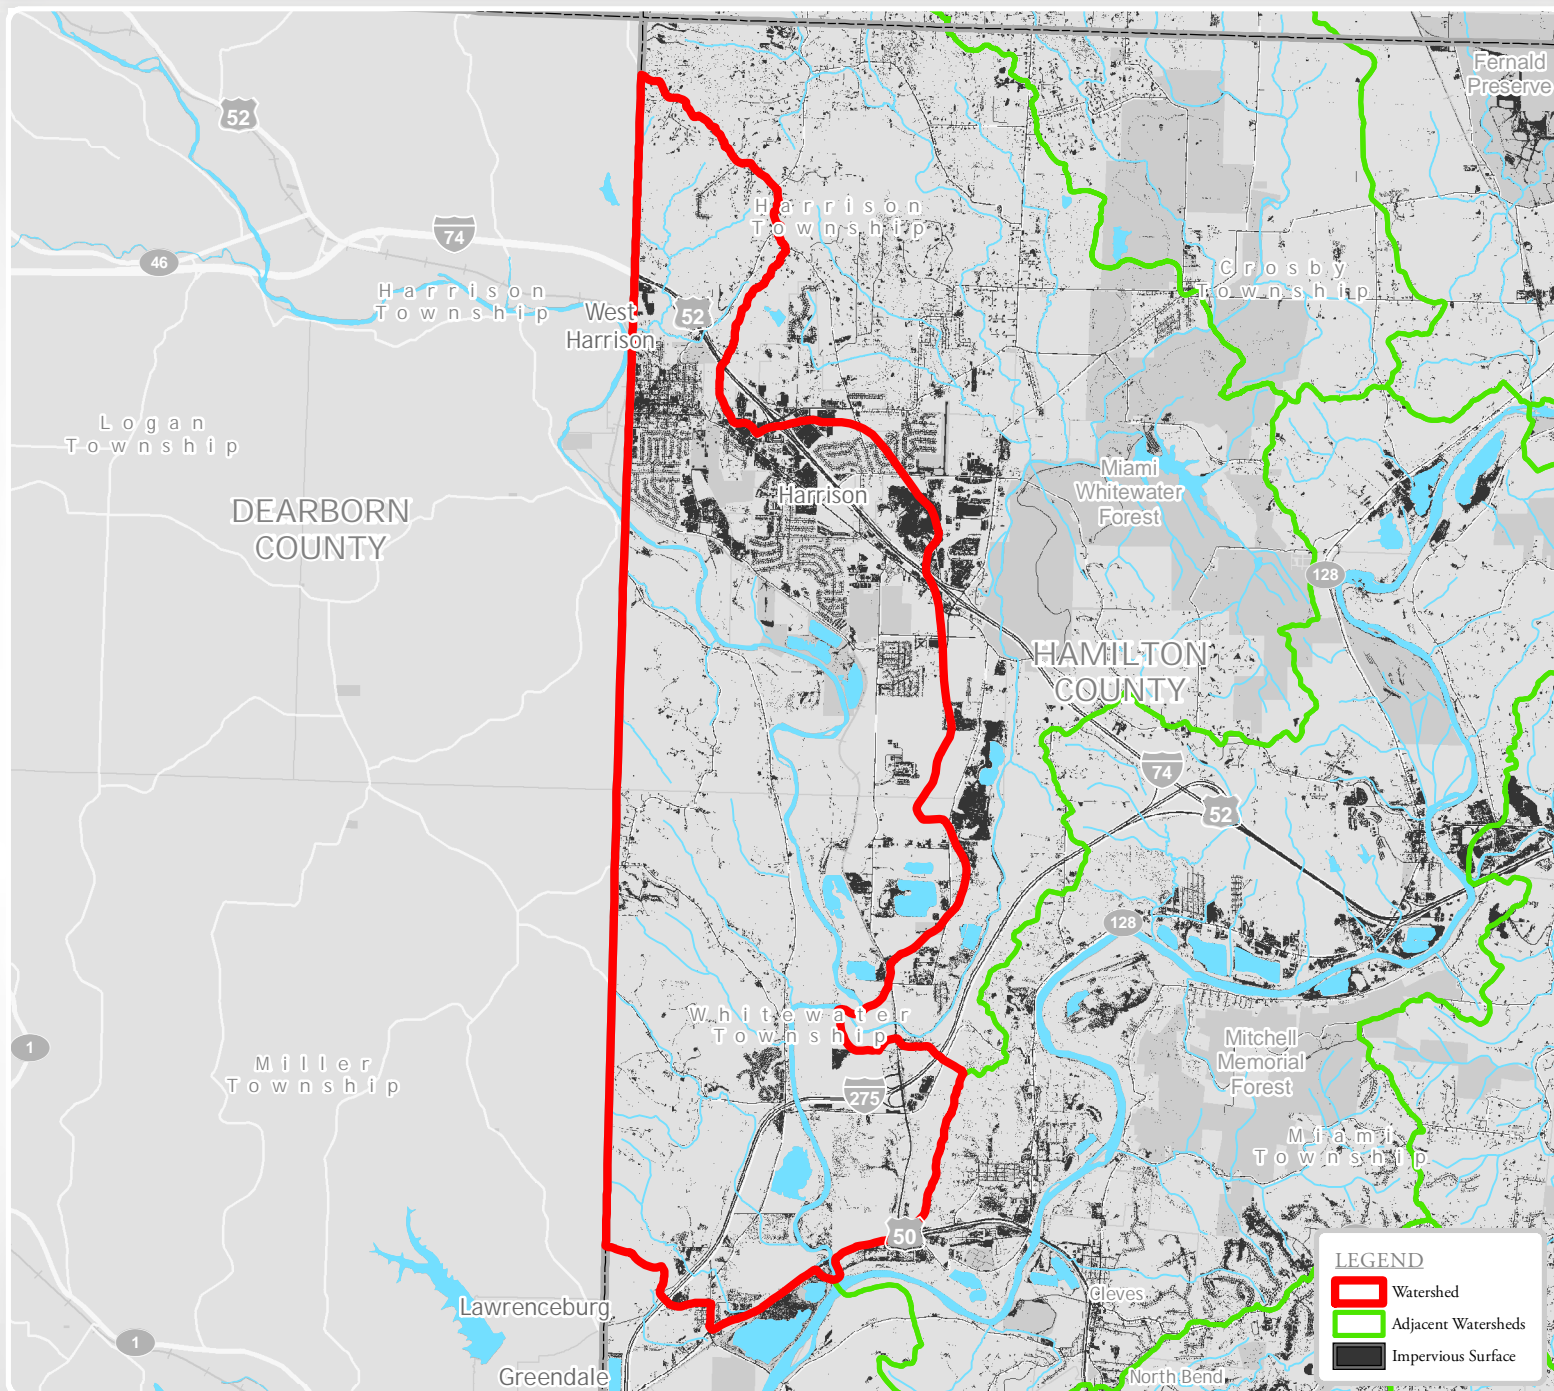 Fernald
Preserve
52
Harrison
Township
74
46
Harrison
Township
Crosby
Township
West
Harrison
52
Logan
Township
Miami
Whitewater
Forest
Harrison
DEARBORN
COUNTY
128
HAMILTON
COUNTY
74
52
128
Whitewater
Township
1
Miller
Township
Mitchell
Memorial
Forest
275
Miami
Township
50
Lawrenceburg
Cleves
1
Greendale
North Bend
LEGEND
Watershed
Adjacent Watersheds
Impervious Surface